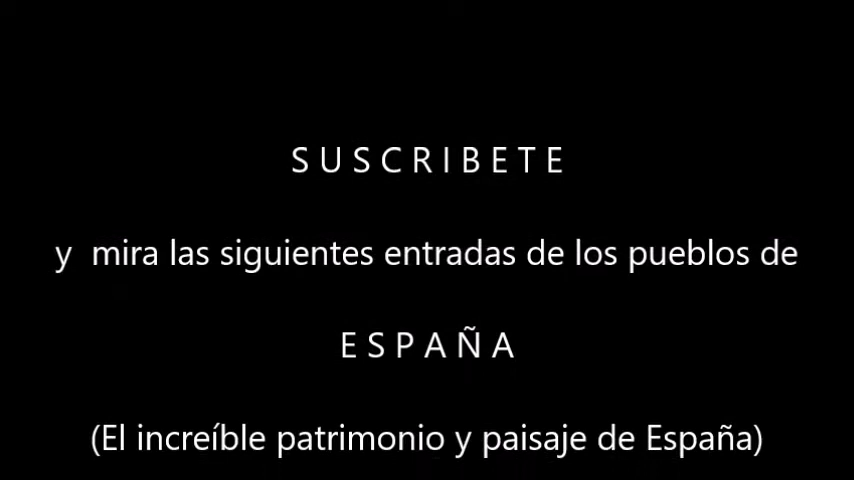 S U S C R I B E T E
y  mira las siguientes entradas de los pueblos de
E S P A Ñ A
(El increíble patrimonio y paisaje de España)